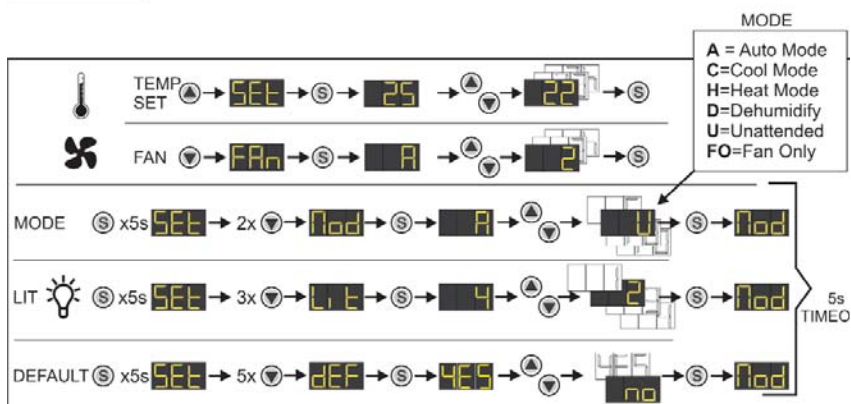 MODE
A = Auto Mode
C=Cool Mode
H=Heat Mode
D=Dehumidify
U=Unattended
FO=Fan Only
TEMP SET SEt S 25 22 S
FAN FAn S A 2 S
MODE S x5s SEt 2x Mod S A U S Mod
LIT S x5s SEt 3x Lit S 4 2 S Mod
DEFAULT S x5s SEt 5x dEF S YES YES no S Mod
5s
TIMEO